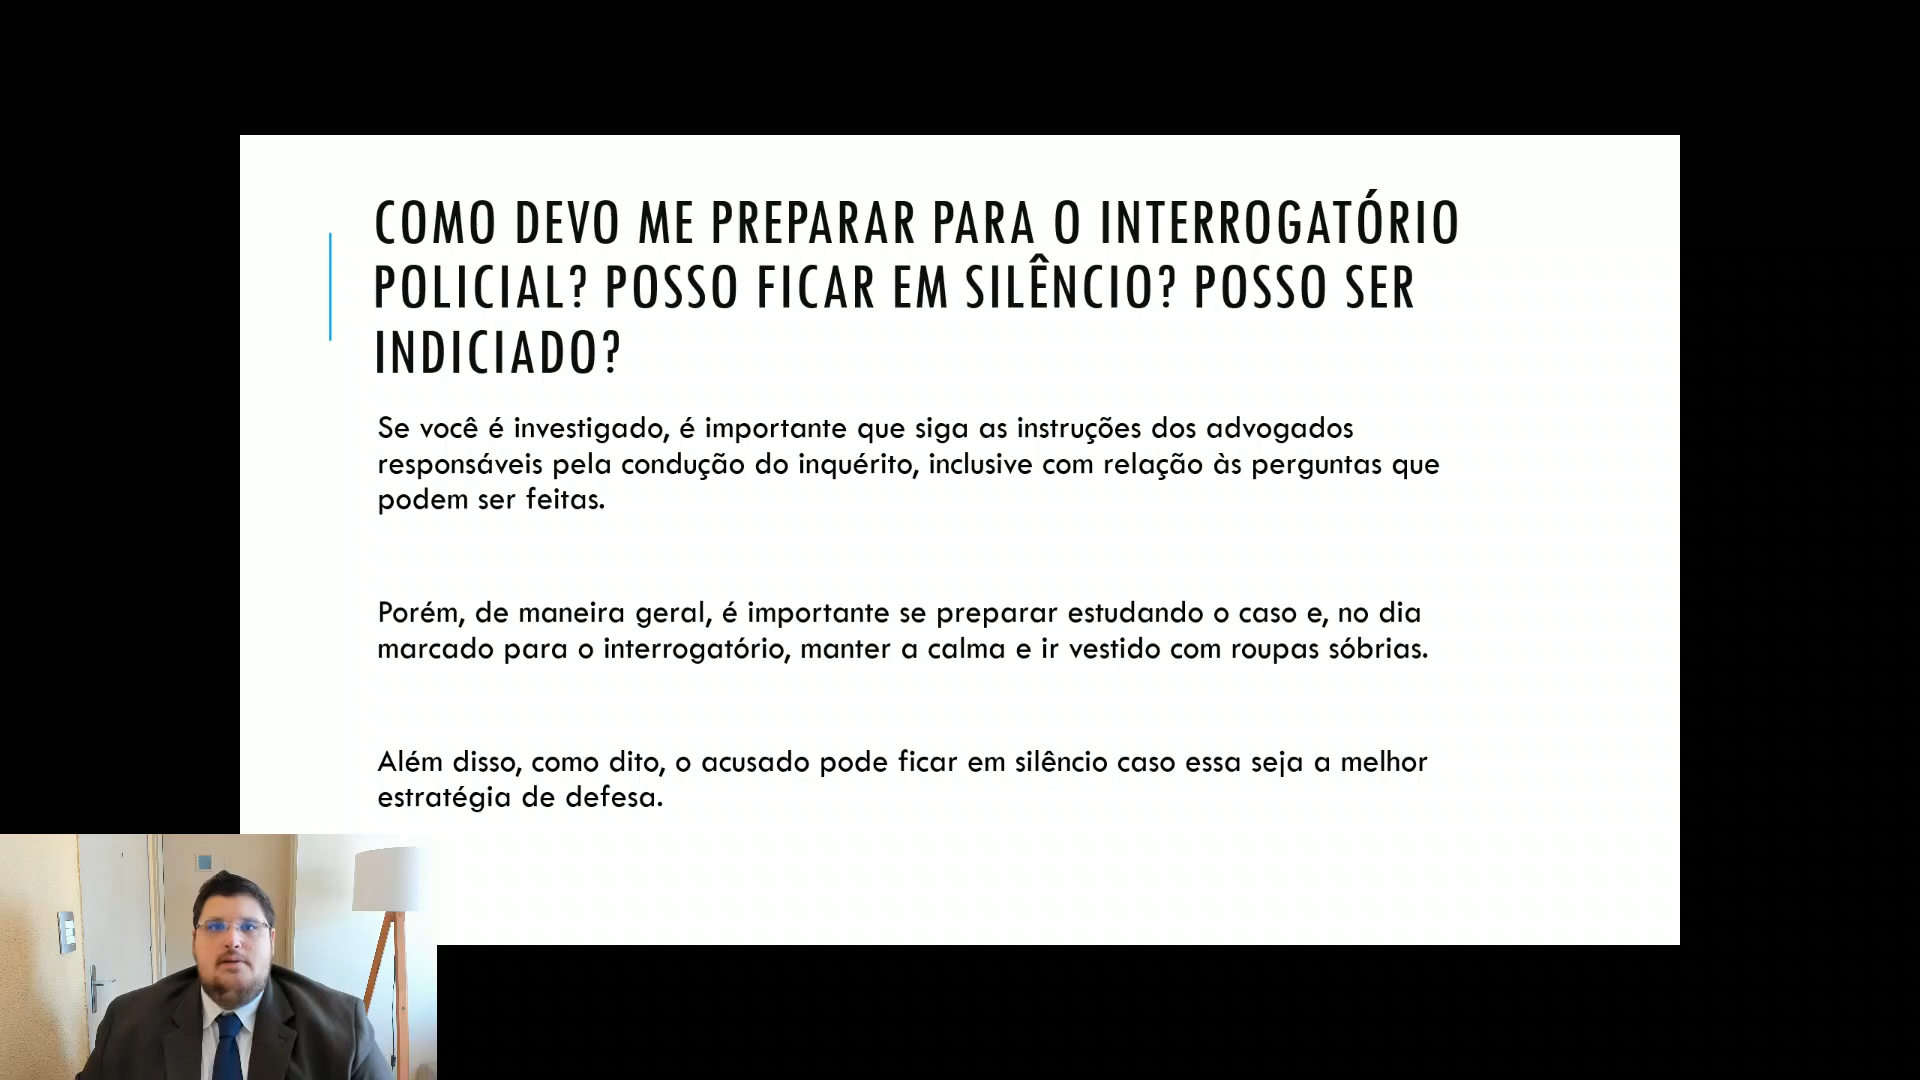 COMO DEVO ME PREPARAR PARA O INTERROGATÓRIO
POLICIAL? POSSO FICAR EM SILÊNCIO? POSSO SER
INDICIADO?
Se você é investigado, é importante que siga as instruções dos advogados
responsáveis pela condução do inquérito, inclusive com relação às perguntas que
podem ser feitas.
Porém, de maneira geral, é importante se preparar estudando o caso e, no dia
marcado para o interrogatório, manter a calma e ir vestido com roupas sóbrias.
Além disso, como dito, o acusado pode ficar em silêncio caso essa seja a melhor
estratégia de defesa.